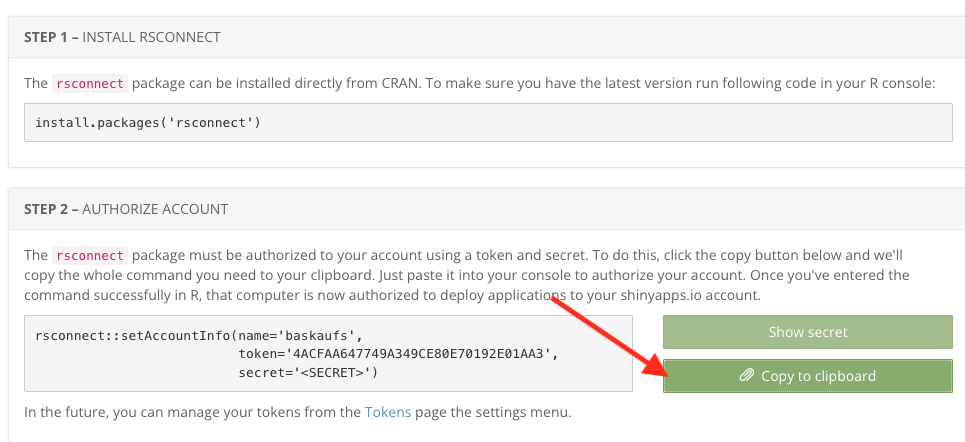 STEP 1 – INSTALL RSCONNECT
The rsconnect package can be installed directly from CRAN. To make sure you have the latest version run following code in your R console:
install.packages('rsconnect')
STEP 2 – AUTHORIZE ACCOUNT
The rsconnect package must be authorized to your account using a token and secret. To do this, click the copy button below and we'll
copy the whole command you need to your clipboard. Just paste it into your console to authorize your account. Once you've entered the
command successfully in R, that computer is now authorized to deploy applications to your shinyapps.io account.
rsconnect::setAccountInfo(name='baskaufs',
token='4ACFAA647749A349CE80E70192E01AA3',
secret='<SECRET>')
Show secret
Copy to clipboard
In the future, you can manage your tokens from the Tokens page the settings menu.